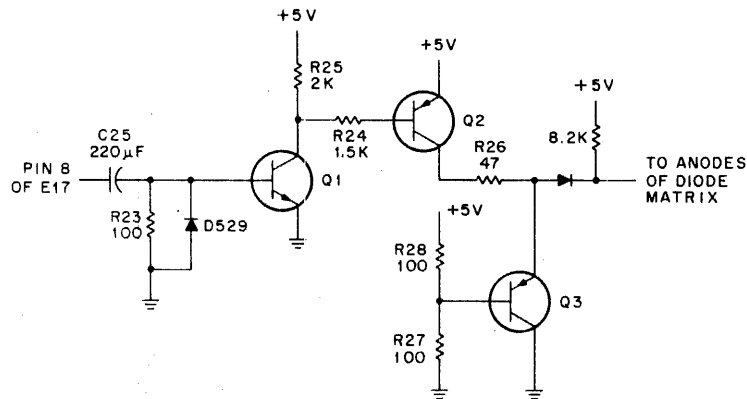 +5V
R25
2K
+5V
Q2
C25
220µF
PIN 8
OF E17
R24
1.5K
Q1
R23
100
D529
R26
47
+5V
8.2K
TO ANODES
OF DIODE
MATRIX
+5V
R28
100
Q3
R27
100